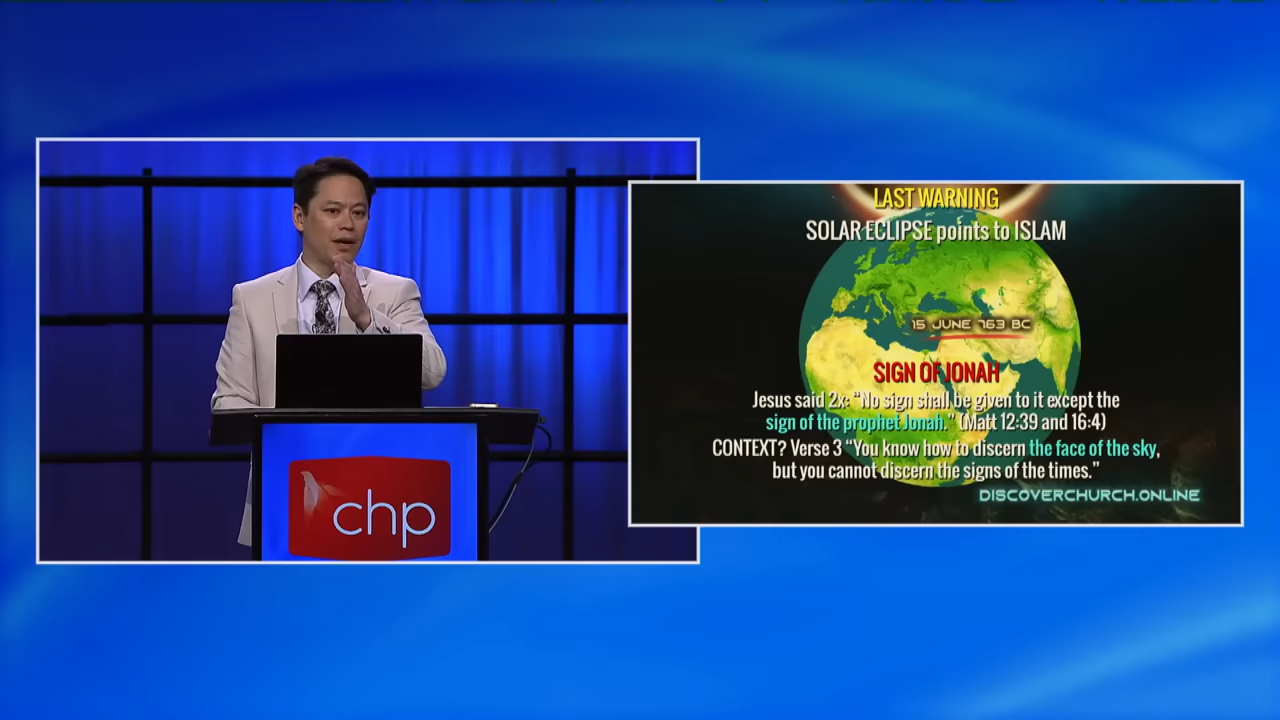 chp
LAST WARNING
SOLAR ECLIPSE points to ISLAM
15 JUNE 763 BC
SIGN OF JONAH
Jesus said 2x: “No sign shall be given to it except the
sign of the prophet Jonah.” (Matt 12:39 and 16:4)
CONTEXT? Verse 3 “You know how to discern the face of the sky,
but you cannot discern the signs of the times.”
DISCOVERCHURCH.ONLINE